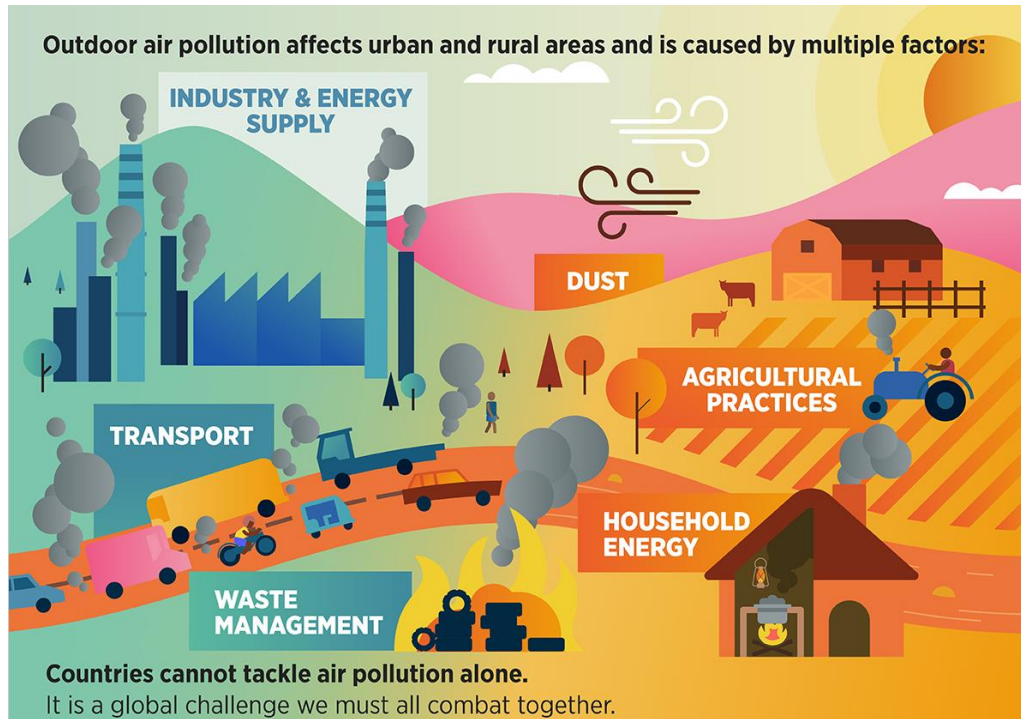 Outdoor air pollution affects urban and rural areas and is caused by multiple factors:
INDUSTRY & ENERGY
SUPPLY
DUST
AGRICULTURAL
PRACTICES
TRANSPORT
HOUSEHOLD
ENERGY
WASTE
MANAGEMENT
Countries cannot tackle air pollution alone.
It is a global challenge we must all combat together.